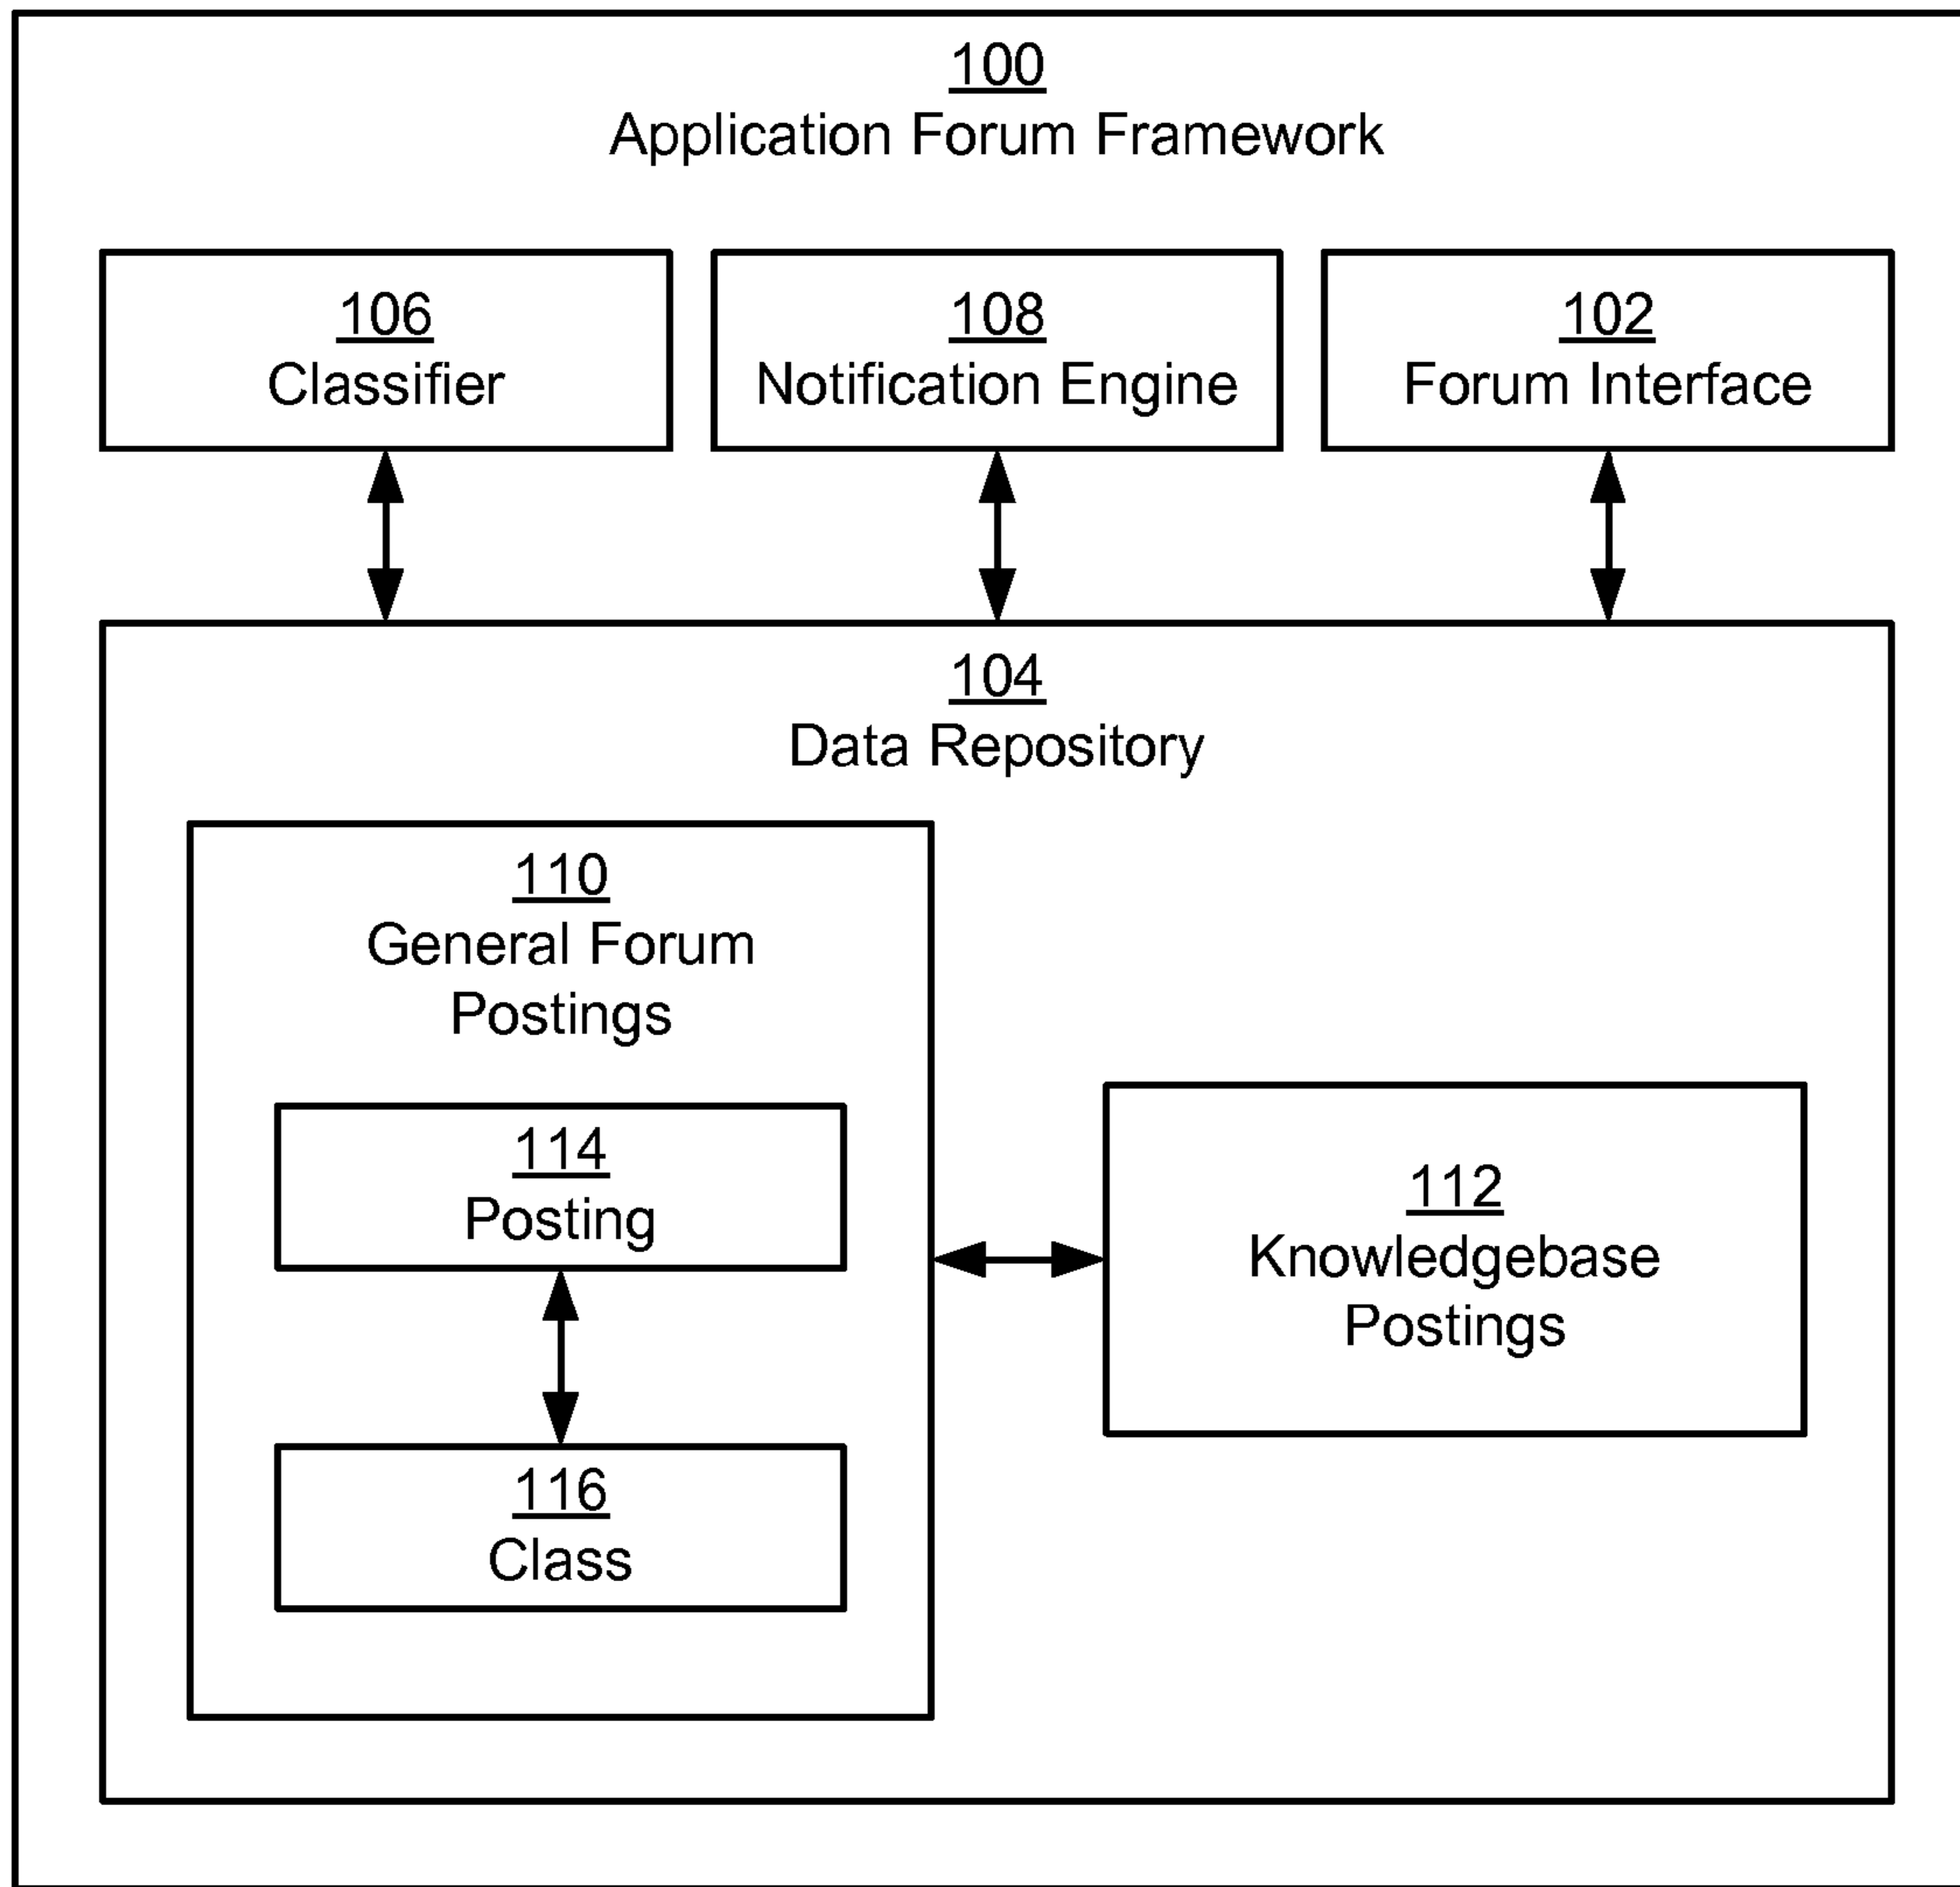 100
Application Forum Framework
106
Classifier
108
Notification Engine
102
Forum Interface
104
Data Repository
110
General Forum
Postings
114
Posting
116
Class
112
Knowledgebase
Postings